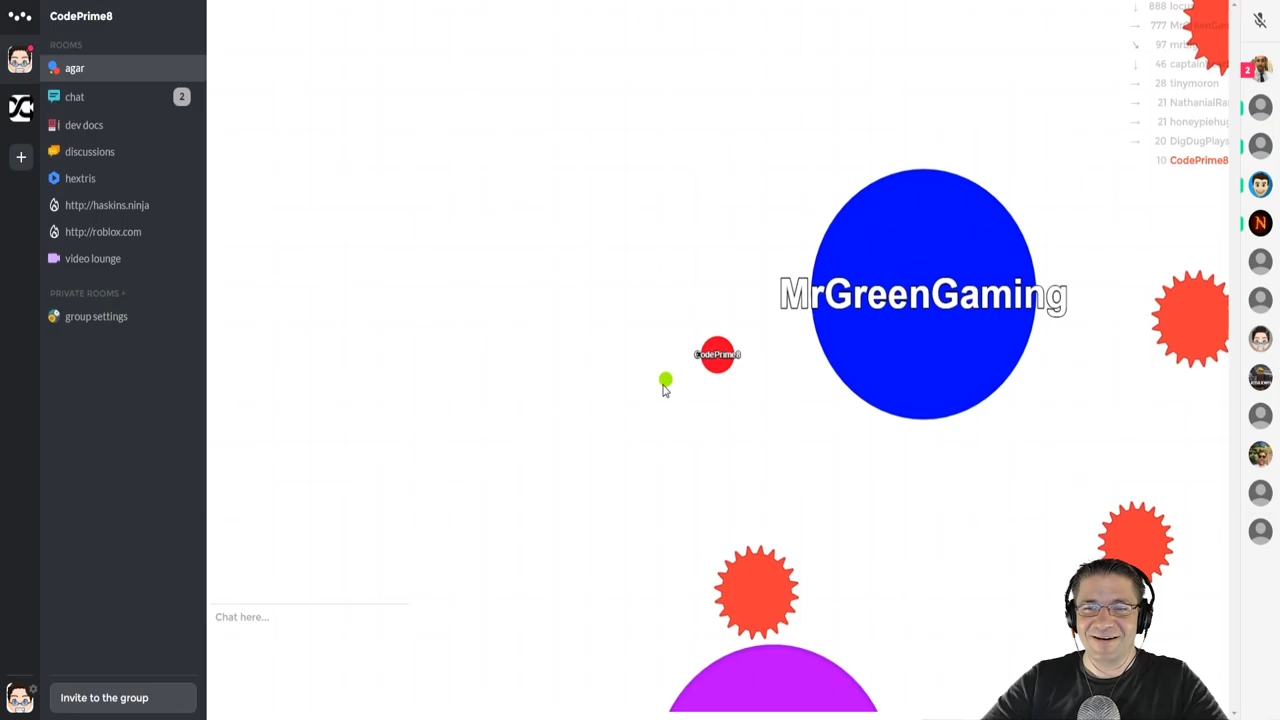 CodePrime8
ROOMS
agar
chat
2
dev docs
discussions
hextris
http://haskins.ninja
http://roblox.com
video lounge
PRIVATE ROOMS
group settings
Invite to the group
888 locu
777 MrGreenGam
97
46 captain
28 tinymoron
21 NathanialRa
21 honeypiehug
20 DigDugPlays
10 CodePrime8
MrGreenGaming
CodePrime8
Chat here...
2
N